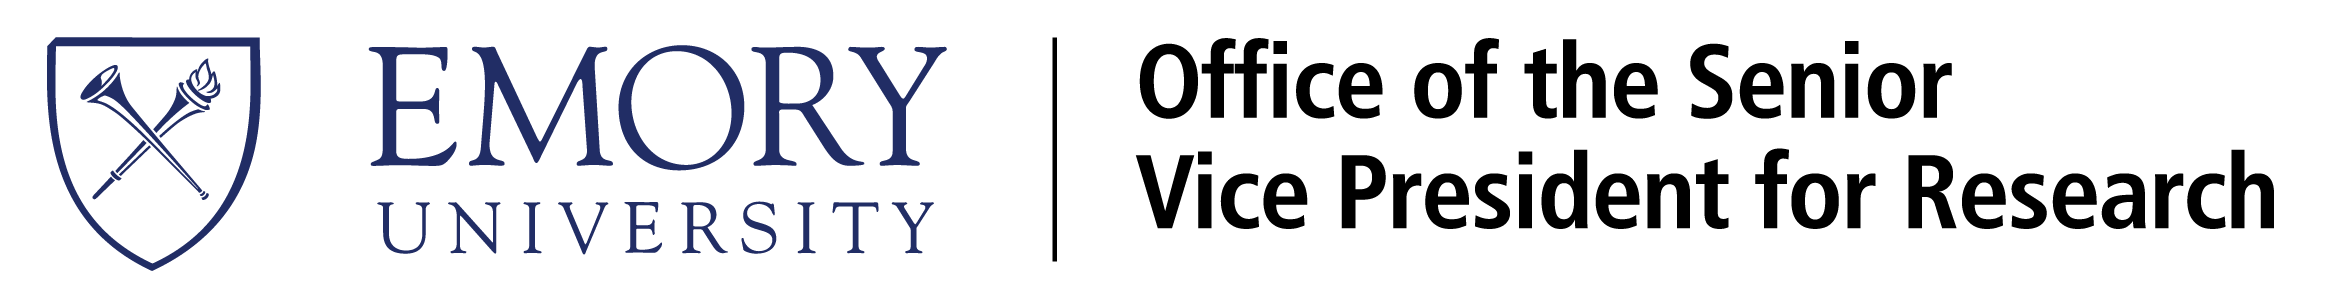 EMORY
UNIVERSITY
Office of the Senior
Vice President for Research